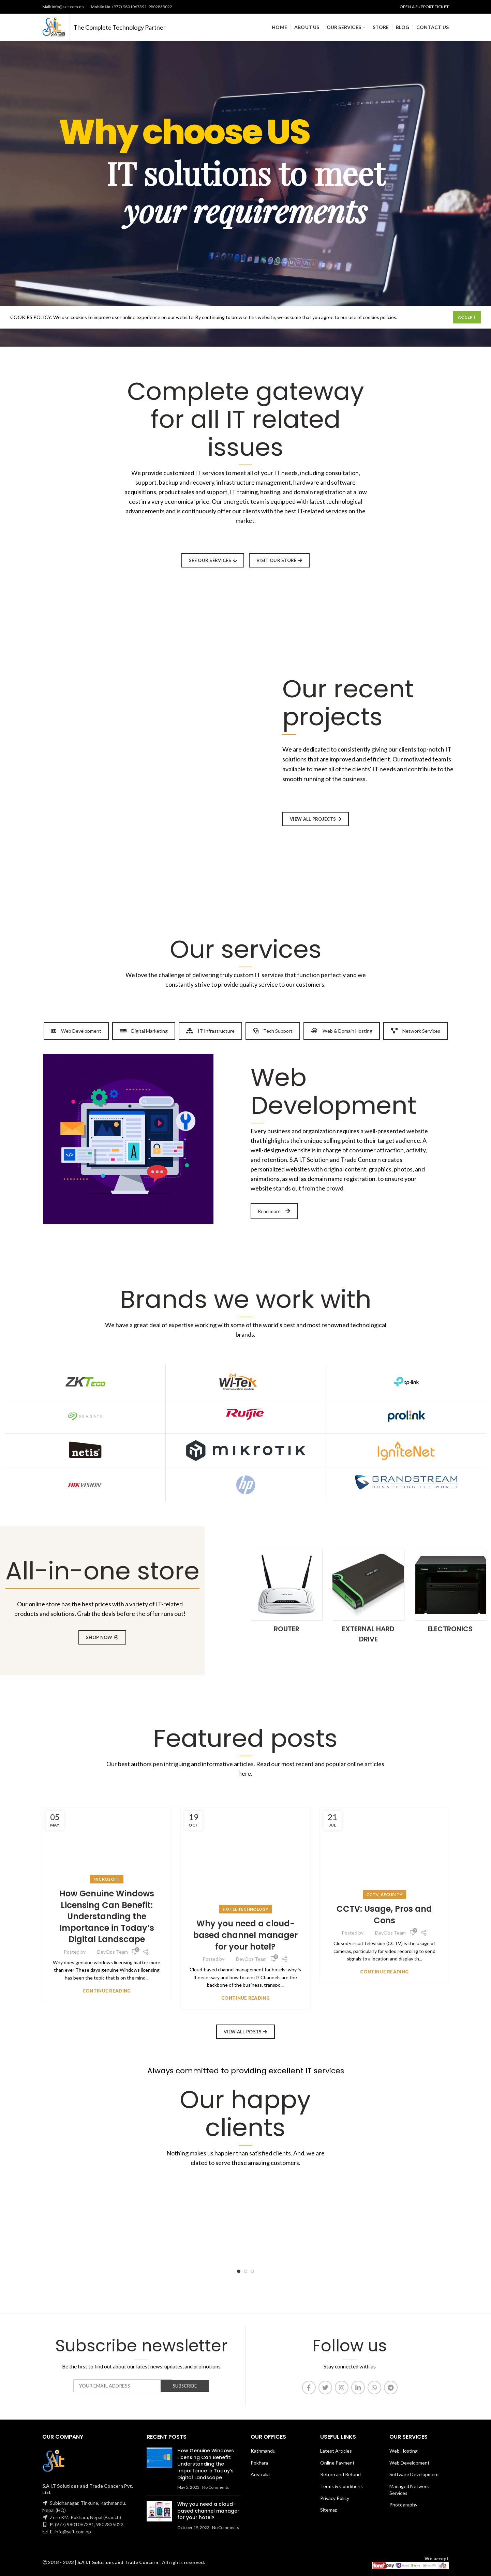 Mail: info@sait.com.np
Mobile No. (977) 9801067391, 9802835022
OPEN A SUPPORT TICKET
The Complete Technology Partner
HOME ABOUT US OUR SERVICES STORE BLOG CONTACT US
Why choose US
IT solutions to meet
your requirements
COOKIES POLICY: We use cookies to improve user online experience on our website. By continuing to browse this website, we assume that you agree to our use of cookies policies.
ACCEPT
Complete gateway
for all IT related
issues
We provide customized IT services to meet all of your IT needs, including consultation,
support, backup and recovery, infrastructure management, hardware and software
acquisitions, product sales and support, IT training, hosting, and domain registration at a low
cost in a very economical price. Our energetic team is equipped with latest technological
advancements and is continuously offer our clients with the best IT-related services on the
market.
SEE OUR SERVICES
VISIT OUR STORE
Our recent
projects
We are dedicated to consistently giving our clients top-notch IT
solutions that are improved and efficient. Our motivated team is
available to meet all of the clients' IT needs and contribute to the
smooth running of the business.
VIEW ALL PROJECTS
Our services
We love the challenge of delivering truly custom IT services that function perfectly and we
constantly strive to provide quality service to our customers.
Web Development
Digital Marketing
IT Infrastructure
Tech Support
Web & Domain Hosting
Network Services
Web
Development
Every business and organization requires a well-presented website
that highlights their unique selling point to their target audience. A
well-designed website is in charge of consumer attraction, activity,
and retention. S.A I.T Solution and Trade Concern creates
personalized websites with original content, graphics, photos, and
animations, as well as domain name registration, to ensure your
website stands out from the crowd.
Read more
Brands we work with
We have a great deal of expertise working with some of the world's best and most renowned technological
brands.
ZKTeco
Wi-Tek
Communication Solution
tp-link
SEAGATE
Ruijie
prolink
netis
MIKROTIK
IgniteNet
HIKVISION
hp
GRANDSTREAM
CONNECTING THE WORLD
All-in-one store
Our online store has the best prices with a variety of IT-related
products and solutions. Grab the deals before the offer runs out!
SHOP NOW
ROUTER
EXTERNAL HARD
DRIVE
ELECTRONICS
Featured posts
Our best authors pen intriguing and informative articles. Read our most recent and popular online articles
here.
05
MAY
MICROSOFT
How Genuine Windows
Licensing Can Benefit:
Understanding the
Importance in Today's
Digital Landscape
Posted by DevOps Team
Why does genuine windows licensing matter more
than ever These days genuine Windows licensing
has been the topic that is on the mind...
CONTINUE READING
19
OCT
HOTEL TECHNOLOGY
Why you need a cloud-
based channel manager
for your hotel?
Posted by DevOps Team
Cloud-based channel management for hotels: why is
it necessary and how to use it? Channels are the
backbone of the business, transpo...
CONTINUE READING
21
JUL
CCTV, SECURITY
CCTV: Usage, Pros and
Cons
Posted by DevOps Team
Closed-circuit television (CCTV) is the usage of
cameras, particularly for video recording to send
signals to a location and display th...
CONTINUE READING
VIEW ALL POSTS
Always committed to providing excellent IT services
Our happy
clients
Nothing makes us happier than satisfied clients. And, we are
elated to serve these amazing customers.
Subscribe newsletter
Be the first to find out about latest news, updates, and promotions
YOUR EMAIL ADDRESS
SUBSCRIBE
Follow us
Stay connected with us
OUR COMPANY
S.A I.T Solutions and Trade Concern Pvt.
Ltd.
Subidhanagar, Tinkune, Kathmandu,
Nepal (HQ)
Zero KM, Pokhara, Nepal (Branch)
P. (977) 9801067391, 9802835022
E. info@sait.com.np
RECENT POSTS
How Genuine Windows
Licensing Can Benefit:
Understanding the
Importance in Today's
Digital Landscape
May 5, 2023 No Comments
Why you need a cloud-
based channel manager
for your hotel?
October 19, 2022 No Comments
OUR OFFICES
Kathmandu
Pokhara
Australia
USEFUL LINKS
Latest Articles
Online Payment
Return and Refund
Terms & Conditions
Privacy Policy
Sitemap
OUR SERVICES
Web Hosting
Web Development
Software Development
Managed Network
Services
Photography
© 2018 - 2023 | S.A I.T Solutions and Trade Concern | All rights reserved.
We accept